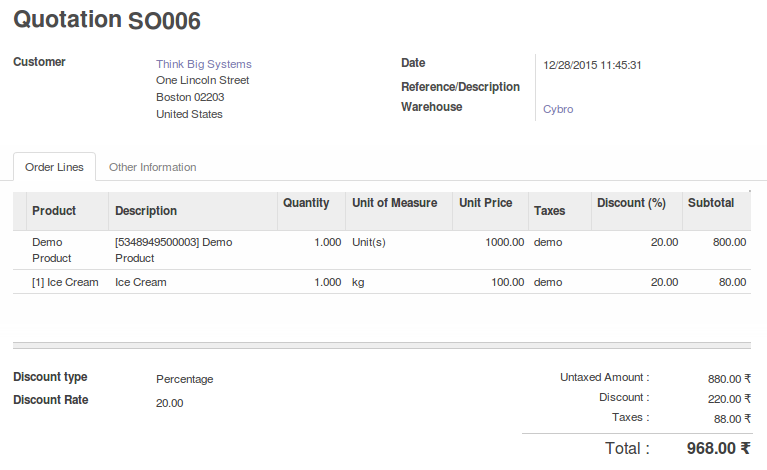 Quotation SO006
Customer
Think Big Systems
One Lincoln Street
Boston 02203
United States
Date 12/28/2015 11:45:31
Reference/Description
Warehouse Cybro
Order Lines Other Information
Product Description Quantity Unit of Measure Unit Price Taxes Discount (%) Subtotal
Demo [5348949500003] Demo 1.000 Unit(s) 1000.00 demo 20.00 800.00
Product Product
[1] Ice Cream Ice Cream 1.000 kg 100.00 demo 20.00 80.00
Discount type Percentage
Discount Rate 20.00
Untaxed Amount : 880.00 ₹
Discount : 220.00 ₹
Taxes : 88.00 ₹
Total : 968.00 ₹